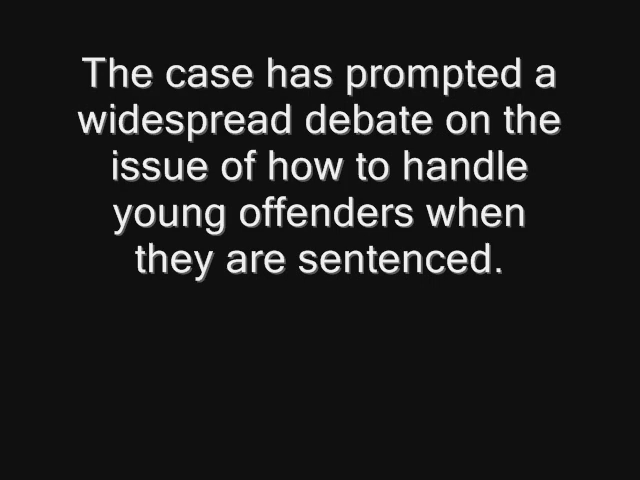 The case has prompted a
widespread debate on the
issue of how to handle
young offenders when
they are sentenced.